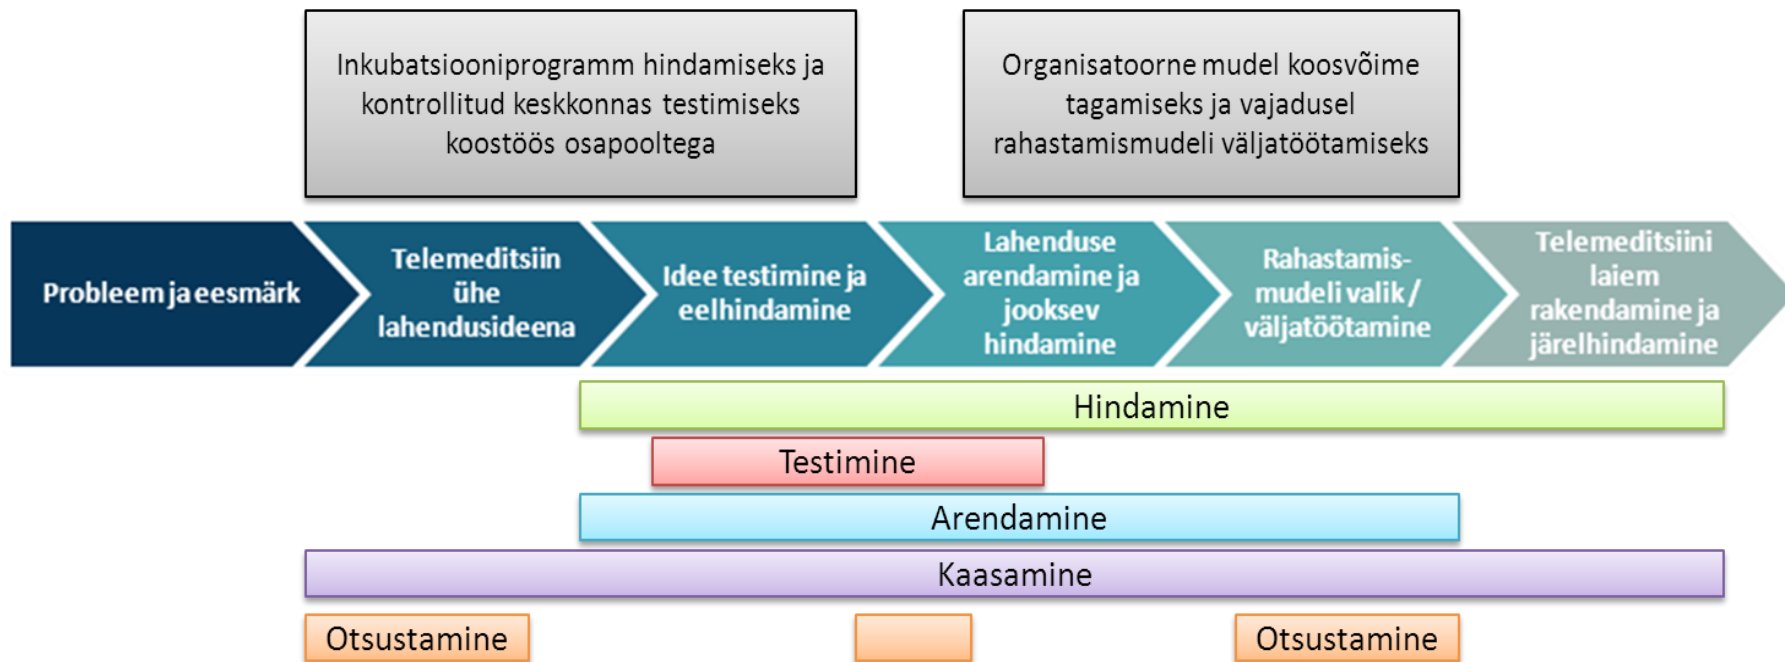 Inkubatsiooniprogramm hindamiseks ja
kontrollitud keskkonnas testimiseks
koostöös osapooltega
Organisatoorne mudel koosvõime
tagamiseks ja vajadusel
rahastamismudeli väljatöötamiseks
Probleem ja eesmärk
Telemeditsiin
ühe
lahendusideena
Idee testimine ja
eelhindamine
Lahenduse
arendamine ja
jooksev
hindamine
Rahastamis-
mudeli valik /
väljatöötamine
Telemeditsiini
laiem
rakendamine ja
järelhindamine
Hindamine
Testimine
Arendamine
Kaasamine
Otsustamine
Otsustamine